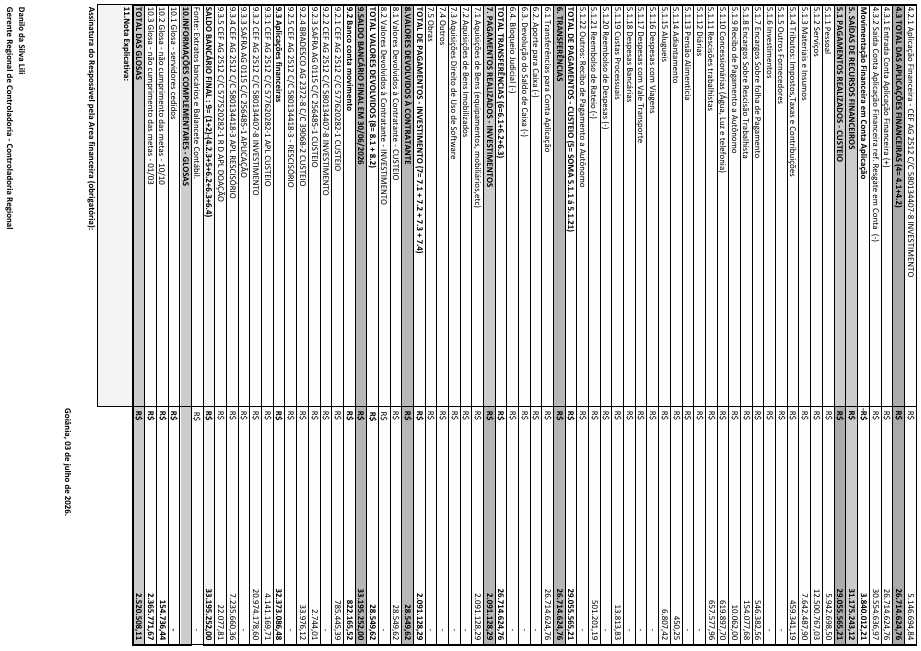 4.2.2 Aplicação Financeira - CEF AG 2512 C/C 580134407-8 INVESTIMENTO R$ 5.146.694,84
4.3 TOTAL DAS APLICAÇÕES FINANCEIRAS (4= 4.1+4.2) R$ 26.714.624,76
4.3.1 Entrada Conta Aplicação Financeira (+) R$ 26.714.624,76
4.3.2 Saída Conta Aplicação Financeira ref. Resgate em Conta (-) R$ 30.554.636,97
Movimentação Financeira em Conta Aplicação -R$ 3.840.012,21
5. SAÍDAS DE RECURSOS FINANCEIROS R$ 31.175.243,12
5.1 PAGAMENTOS REALIZADOS - CUSTEIO R$ 29.055.565,21
5.1.1 Pessoal R$ 5.942.698,50
5.1.2 Serviços R$ 12.500.767,03
5.1.3 Materiais e Insumos R$ 7.642.487,90
5.1.4 Tributos: Impostos,Taxas e Contribuições R$ 459.341,19
5.1.5 Outros Fornecedores R$ -
5.1.6 Investimentos R$ -
5.1.7 Encargos Sobre folha de Pagamento R$ 546.382,56
5.1.8 Encargos Sobre Rescisão Trabalhista R$ 154.077,68
5.1.9 Recibo de Pagamento a Autônomo R$ 10.062,00
5.1.10 Concessionárias (Água, Luz e telefonia) R$ 619.897,70
5.1.11 Rescisões trabalhistas R$ 657.577,96
5.1.12 Diárias R$ -
5.1.13 Pensão Alimentícia R$ -
5.1.14 Adiantamento R$ 450,25
5.1.15 Alugueis R$ 6.807,42
5.1.16 Despesas com Viagens R$ -
5.1.17 Despesas com Vale Transporte R$ -
5.1.18 Despesas Bancárias R$ -
5.1.19 Custas Processuais R$ 13.813,83
5.1.20 Reembolso de Despesas (-) R$ -
5.1.21 Reembolso de Rateio (-) R$ 501.201,19
5.1.22 Outros: Recibo de Pagamento a Autônomo R$ -
TOTAL DE PAGAMENTOS - CUSTEIO (5= SOMA 5.1.1 á 5.1.21) R$ 29.055.565,21
6. TRANSFERÊNCIAS R$ 26.714.624,76
6.1 Transferências para Conta Aplicação R$ 26.714.624,76
6.2. Aporte para Caixa (-) R$ -
6.3. Devolução do Saldo de Caixa (-) R$ -
6.4. Bloqueio Judicial (-) R$ -
TOTAL TRANSFERÊNCIAS (6=6.1+6.2+6.3) R$ 26.714.624,76
7. PAGAMENTOS REALIZADOS - INVESTIMENTOS R$ 2.091.128,29
7.1 Aquisições de Bens (equipamentos, mobiliários,etc) R$ 2.091.128,29
7.2 Aquisições de Bens Imobilizados R$ -
7.3 Aquisições Direito de Uso de Software R$ -
7.4 Outros R$ -
7.5 Obras R$ -
TOTAL DE PAGAMENTOS - INVESTIMENTO (7= 7.1 + 7.2 + 7.3 + 7.4) R$ 2.091.128,29
8.VALORES DEVOLVIDOS À CONTRATANTE R$ 28.549,62
8.1 Valores Devolvidos à Contratante - CUSTEIO R$ 28.549,62
8.2 Valores Devolvidos à Contratante - INVESTIMENTO R$ -
TOTAL VALORES DEVOLVIDOS (8= 8.1 + 8.2) R$ 28.549,62
9.SALDO BANCÁRIO FINAL EM 30/06/2026 R$ 33.195.252,00
9.2 Banco conta movimento R$ 822.165,52
9.2.1 CEF AG 2512 C/C 577620282-1 CUSTEIO R$ 785.445,39
9.2.2 CEF AG 2512 C/C 580134407-8 INVESTIMENTO R$ -
9.2.3 SAFRA AG 0115 C/C 256485-1 CUSTEIO R$ 2.744,01
9.2.4 BRADESCO AG 2372-8 C/C 39068-2 CUSTEIO R$ 33.976,12
9.2.5 CEF AG 2512 C/C 580134418-3 - RESCISÓRIO R$ -
9.3 Aplicações financeiras R$ 32.373.086,48
9.3.1 CEF AG 2512 C/C 577620282-1 APL CUSTEIO R$ 4.141.169,71
9.3.2 CEF AG 2512 C/C 580134407-8 INVESTIMENTO R$ 20.974.178,60
9.3.3 SAFRA AG 0115 C/C 256485-1 APLICAÇÃO R$ -
9.3.4 CEF AG 2512 C/C 580134418-3 APL RESCISÓRIO R$ 7.235.660,36
9.3.5 CEF AG 2512 C/C 577520282-1 R D API DOAÇÃO R$ 22.077,81
R$ 33.195.252,00
Fonte: Extratos bancários e Balancete Contábil. R$
10.INFORMAÇÕES COMPLEMENTARES - GLOSAS
10.1 Glosa - servidores cedidos R$ -
10.2 Glosa - não cumprimento das metas - 10/10 R$ 154.736,44
10.3 Glosa - não cumprimento das metas - 01/03 R$ 2.365.771,67
TOTAL DAS GLOSAS R$ 2.520.508,11
11.Nota Explicativa:
Assinatura do Responsável pela Área financeira (obrigatória):
Goiânia, 03 de julho de 2026.
Danilo da Silva Lili
Gerente Regional de Controladoria - Controladoria Regional